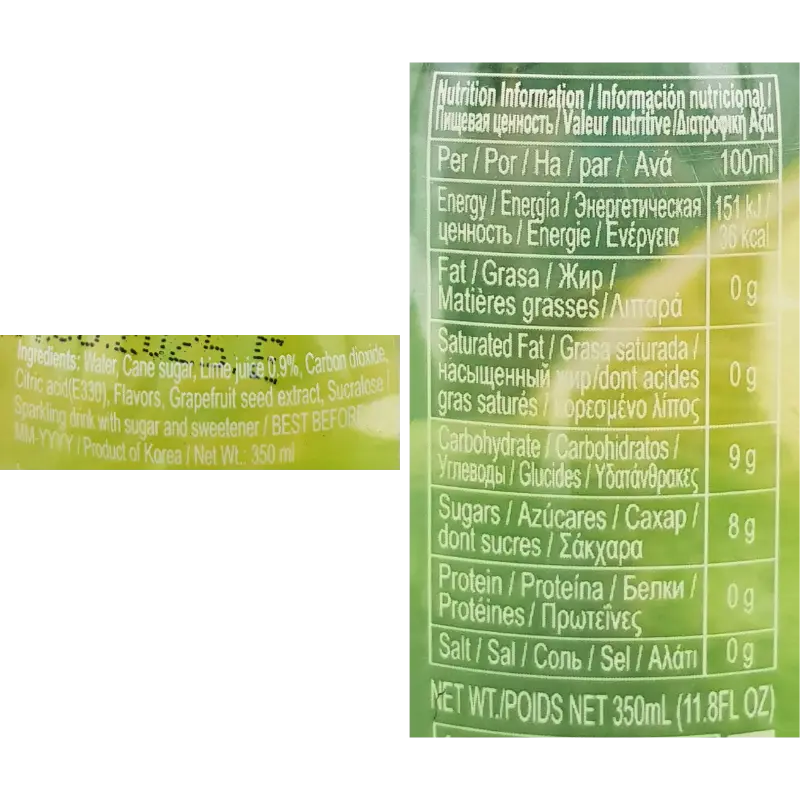 Ingredients: Water, Cane sugar, Lime juice 0.9%, Carbon dioxide,
Citric acid(E330), Flavors, Grapefruit seed extract, Sucralose /
Sparkling drink with sugar and sweetener / BEST BEFORE
MM-YYYY / Product of Korea / Net Wt.: 350 ml
Nutrition Information / Información nutricional /
Пищевая ценность / Valeur nutritive /Διατροφική Αξία
Per / Por / На / par / Ανά 100ml
Energy / Energía / Энергетическая 151 kJ /
ценность / Energie / Ενέργεια 36 kcal
Fat / Grasa / Жир /
Matières grasses / Λιπαρά 0 g
Saturated Fat / Grasa saturada /
насыщенный жир/dont acides 0 g
gras saturés / κορεσμένο λίπος
Carbohydrate / Carbohidratos /
Углеводы / Glucides / Υδατάνθρακες 9 g
Sugars / Azúcares / Сахар /
dont sucres / Σάκχαρα 8 g
Protein / Proteína / Белки /
Protéines / Πρωτεΐνες 0 g
Salt / Sal / Соль / Sel / Αλάτι 0 g
NET WT./POIDS NET 350mL (11.8FL OZ)